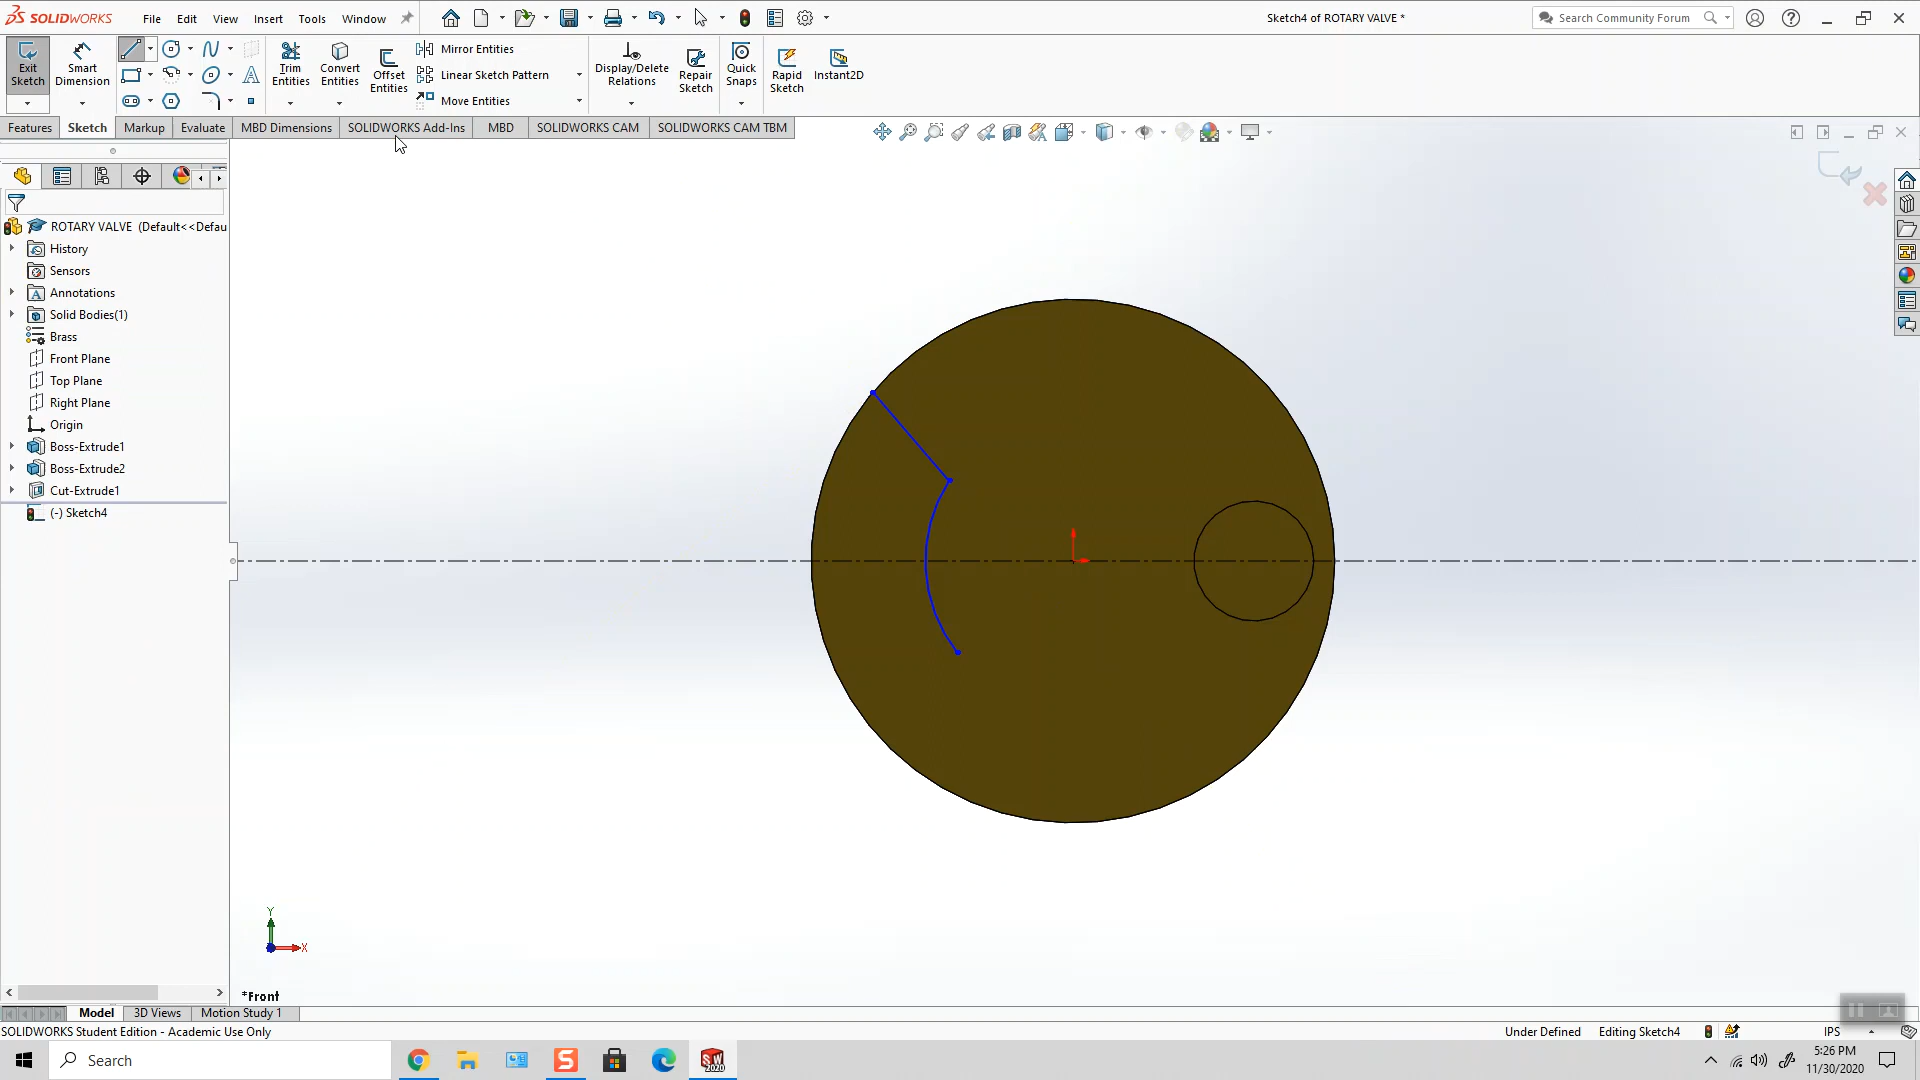 SOLIDWORKS File Edit View Insert Tools Window
Sketch4 of ROTARY VALVE *
Search Community Forum
Exit Sketch
Smart Dimension
Trim Entities
Convert Entities
Offset Entities
Mirror Entities
Linear Sketch Pattern
Move Entities
Display/Delete Relations
Repair Sketch
Quick Snaps
Rapid Sketch
Instant2D
Features Sketch Markup Evaluate MBD Dimensions SOLIDWORKS Add-Ins MBD SOLIDWORKS CAM SOLIDWORKS CAM TBM
ROTARY VALVE (Default<<Defau
History
Sensors
Annotations
Solid Bodies(1)
Brass
Front Plane
Top Plane
Right Plane
Origin
Boss-Extrude1
Boss-Extrude2
Cut-Extrude1
(-) Sketch4
Y
X
*Front
Model 3D Views Motion Study 1
SOLIDWORKS Student Edition - Academic Use Only
Under Defined Editing Sketch4 IPS
Search
5:26 PM
11/30/2020